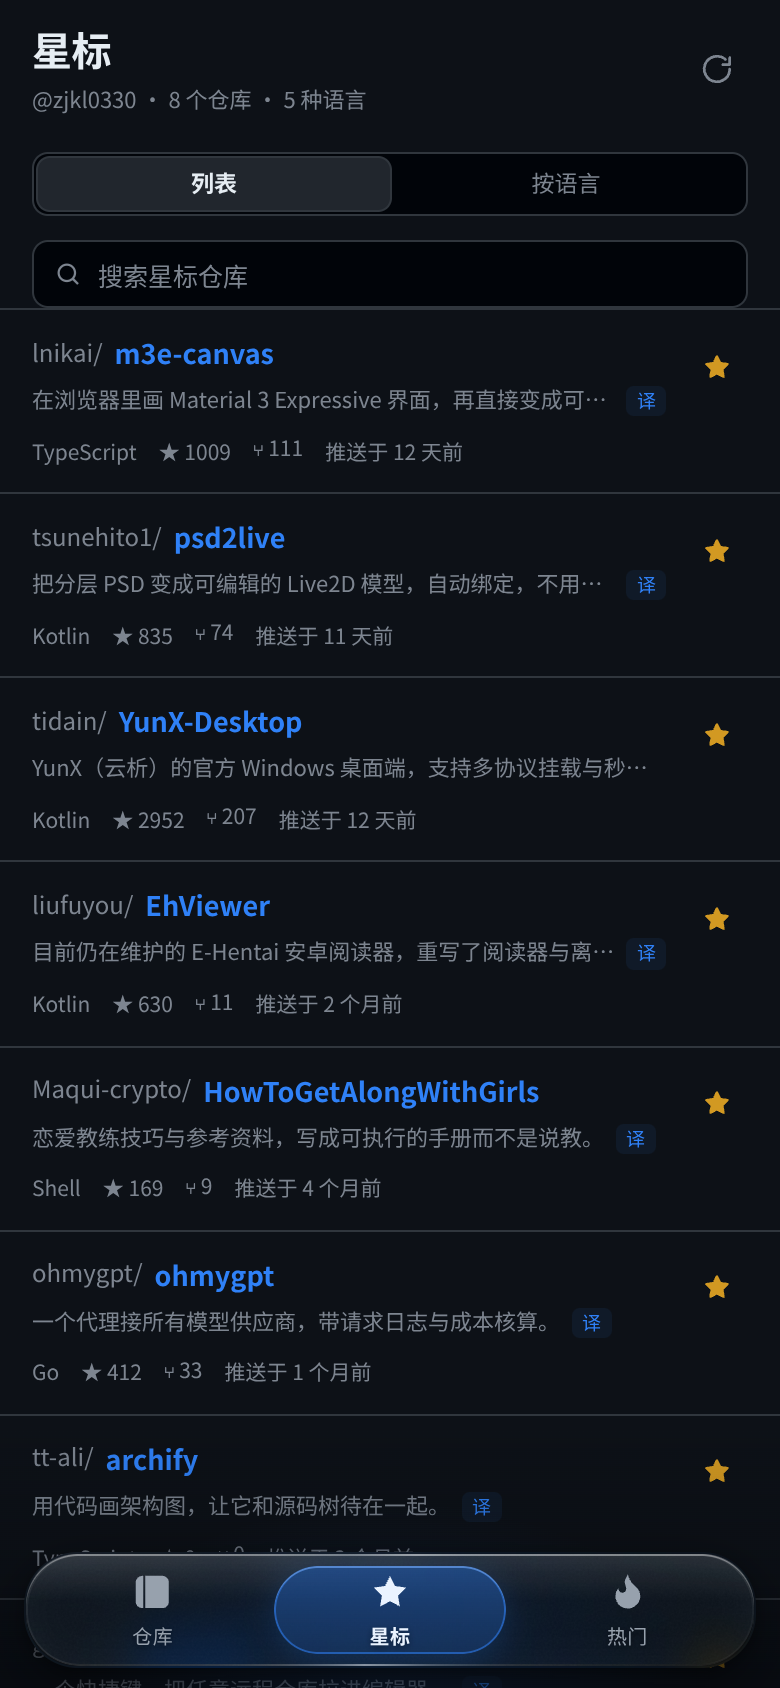 星标
@zjkl0330 • 8 个仓库 • 5 种语言
列表
按语言
搜索星标仓库
lnikai/ m3e-canvas
在浏览器里画 Material 3 Expressive 界面，再直接变成可… 译
TypeScript ★ 1009 111 推送于 12 天前
tsunehito1/ psd2live
把分层 PSD 变成可编辑的 Live2D 模型，自动绑定，不用… 译
Kotlin ★ 835 74 推送于 11 天前
tidain/ YunX-Desktop
YunX（云析）的官方 Windows 桌面端，支持多协议挂载与秒…
Kotlin ★ 2952 207 推送于 12 天前
liufuyou/ EhViewer
目前仍在维护的 E-Hentai 安卓阅读器，重写了阅读器与离… 译
Kotlin ★ 630 11 推送于 2 个月前
Maqui-crypto/ HowToGetAlongWithGirls
恋爱教练技巧与参考资料，写成可执行的手册而不是说教。 译
Shell ★ 169 9 推送于 4 个月前
ohmygpt/ ohmygpt
一个代理接所有模型供应商，带请求日志与成本核算。 译
Go ★ 412 33 推送于 1 个月前
tt-ali/ archify
用代码画架构图，让它和源码树待在一起。 译
仓库
星标
热门